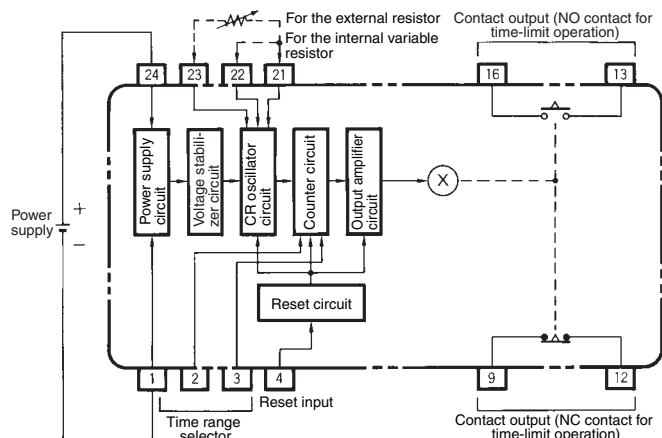 For the external resistor
For the internal variable
resistor
Contact output (NO contact for
time-limit operation)
24
23
22
21
16
13
Power supply
circuit
Voltage stabili-
zer circuit
CR oscillator
circuit
Counter circuit
Output amplifier
circuit
X
Power
supply
+
−
Reset circuit
1
2
3
4
9
12
Reset input
Time range
selector
Contact output (NC contact for
time-limit operation)